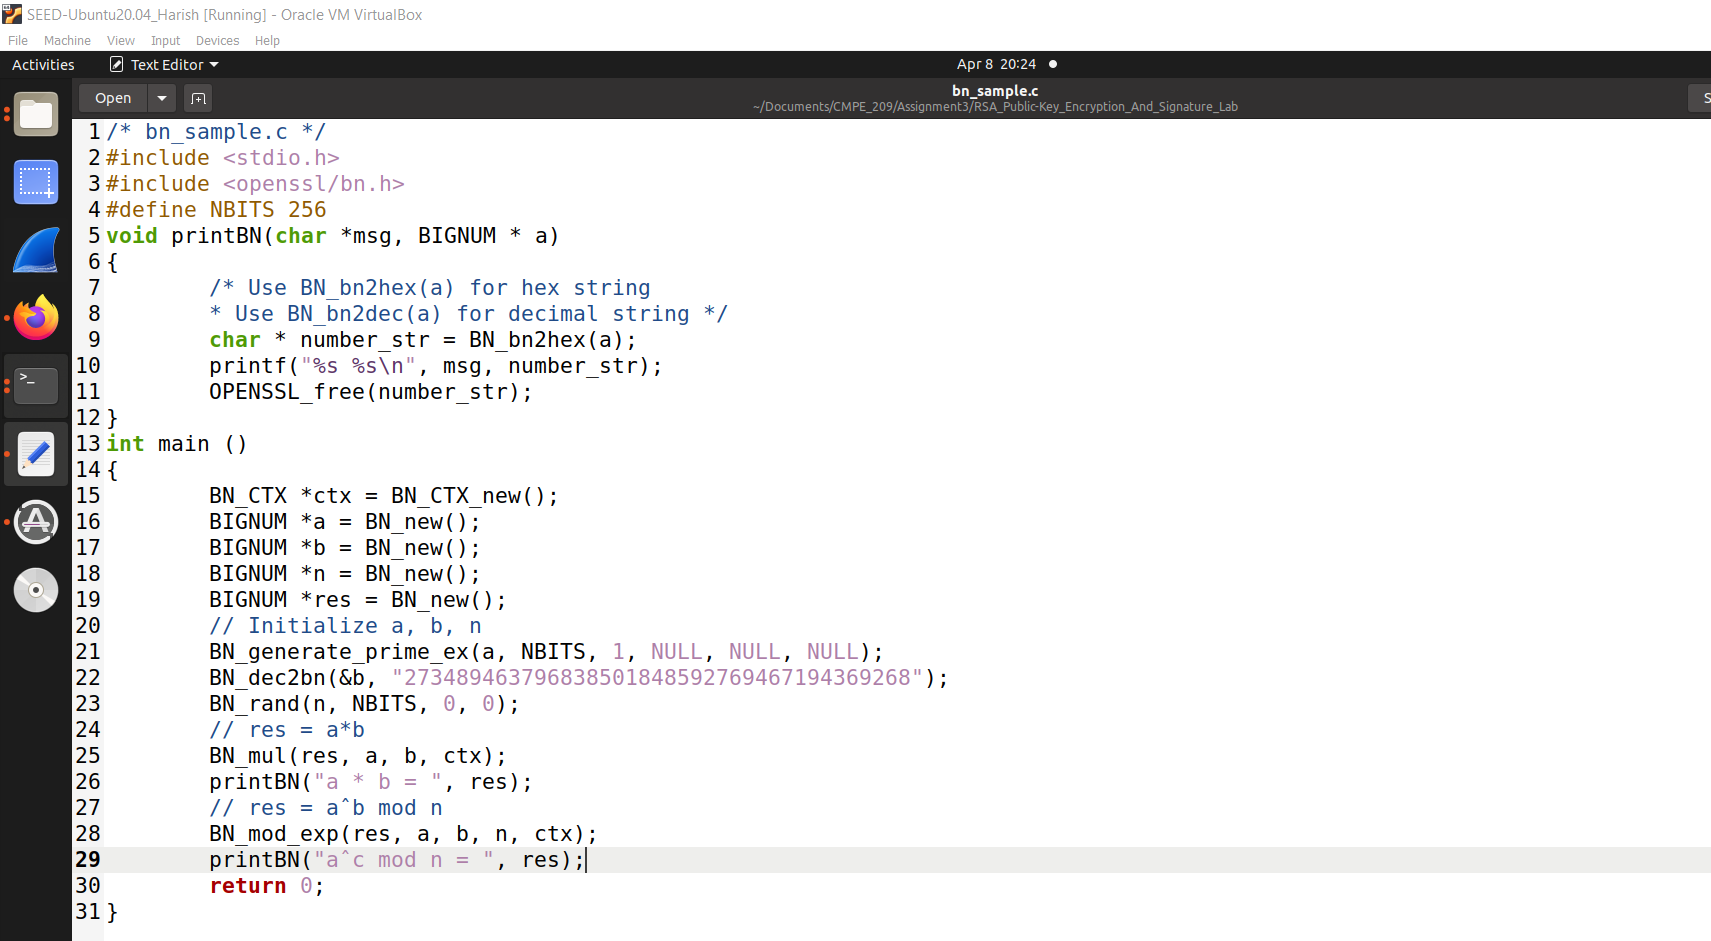 SEED-Ubuntu20.04_Harish [Running] - Oracle VM VirtualBox
File Machine View Input Devices Help
Activities Text Editor Apr 8 20:24
Open bn_sample.c
~/Documents/CMPE_209/Assignment3/RSA_Public-Key_Encryption_And_Signature_Lab
1 /* bn_sample.c */
2 #include <stdio.h>
3 #include <openssl/bn.h>
4 #define NBITS 256
5 void printBN(char *msg, BIGNUM * a)
6 {
7 /* Use BN_bn2hex(a) for hex string
8 * Use BN_bn2dec(a) for decimal string */
9 char * number_str = BN_bn2hex(a);
10 printf("%s %s\n", msg, number_str);
11 OPENSSL_free(number_str);
12 }
13 int main ()
14 {
15 BN_CTX *ctx = BN_CTX_new();
16 BIGNUM *a = BN_new();
17 BIGNUM *b = BN_new();
18 BIGNUM *n = BN_new();
19 BIGNUM *res = BN_new();
20 // Initialize a, b, n
21 BN_generate_prime_ex(a, NBITS, 1, NULL, NULL, NULL);
22 BN_dec2bn(&b, "273489463796838501848592769467194369268");
23 BN_rand(n, NBITS, 0, 0);
24 // res = a*b
25 BN_mul(res, a, b, ctx);
26 printBN("a * b = ", res);
27 // res = aˆb mod n
28 BN_mod_exp(res, a, b, n, ctx);
29 printBN("aˆc mod n = ", res);
30 return 0;
31 }